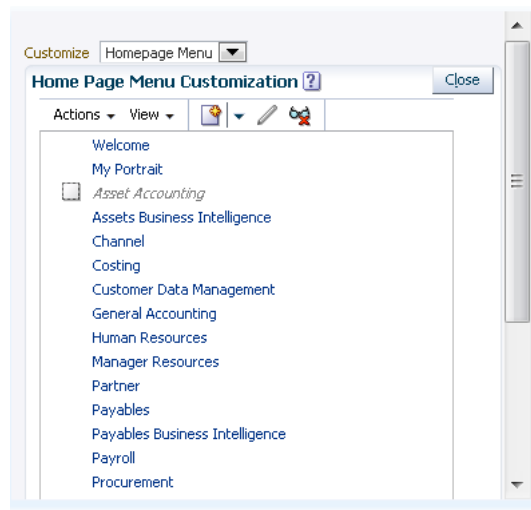 Customize Homepage Menu
Home Page Menu Customization ? Close
Actions View
Welcome
My Portrait
Asset Accounting
Assets Business Intelligence
Channel
Costing
Customer Data Management
General Accounting
Human Resources
Manager Resources
Partner
Payables
Payables Business Intelligence
Payroll
Procurement